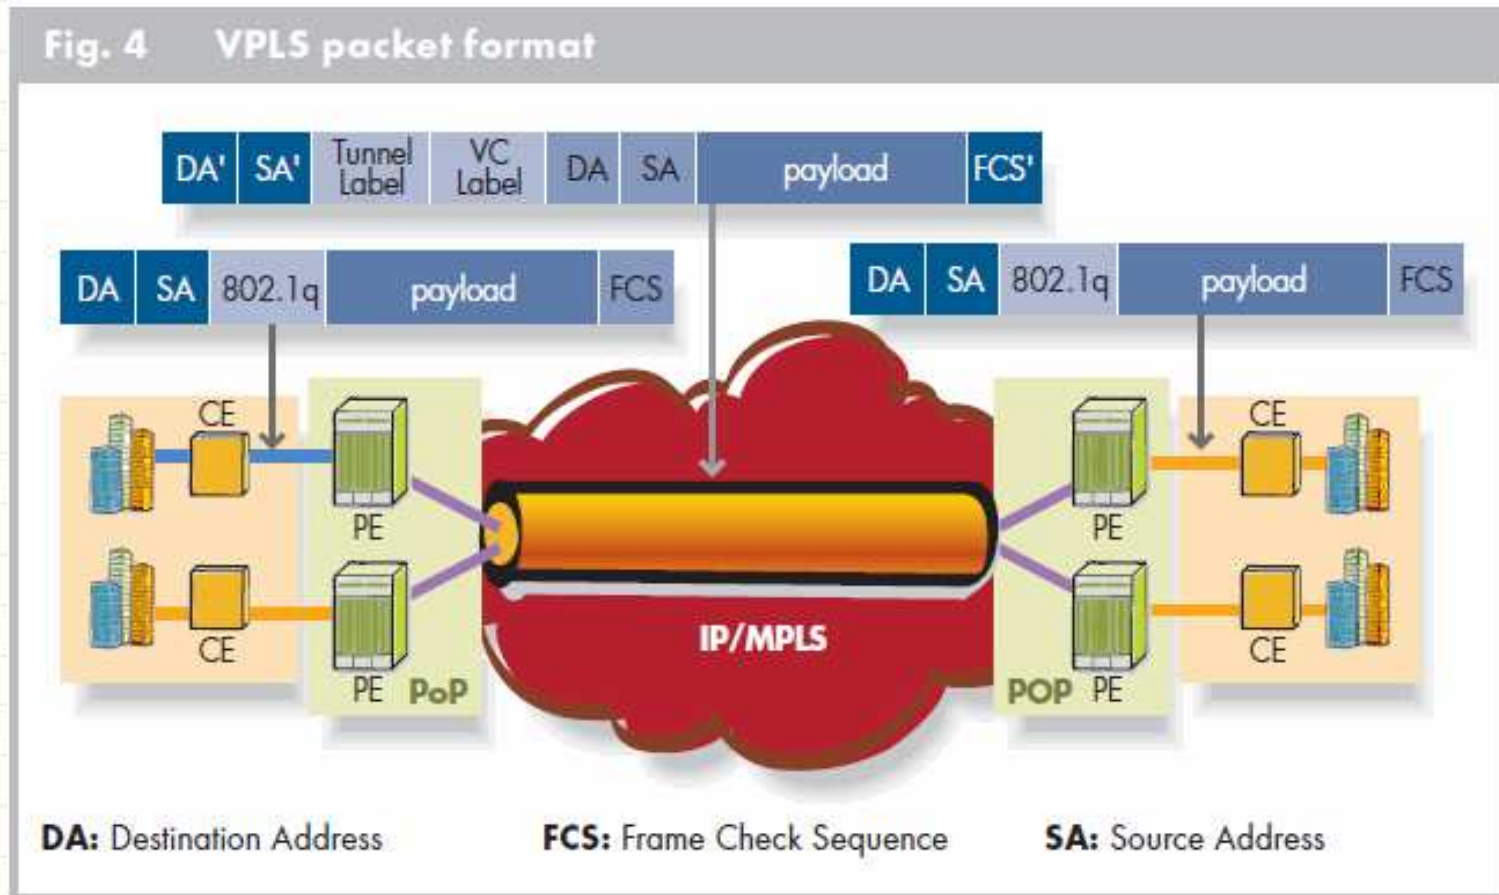 Fig. 4 VPLS packet format
DA' SA' Tunnel Label VC Label DA SA payload FCS'
DA SA 802.1q payload FCS
DA SA 802.1q payload FCS
CE
CE
PE
PE
CE
CE
IP/MPLS
PE PoP
POP PE
DA: Destination Address FCS: Frame Check Sequence SA: Source Address